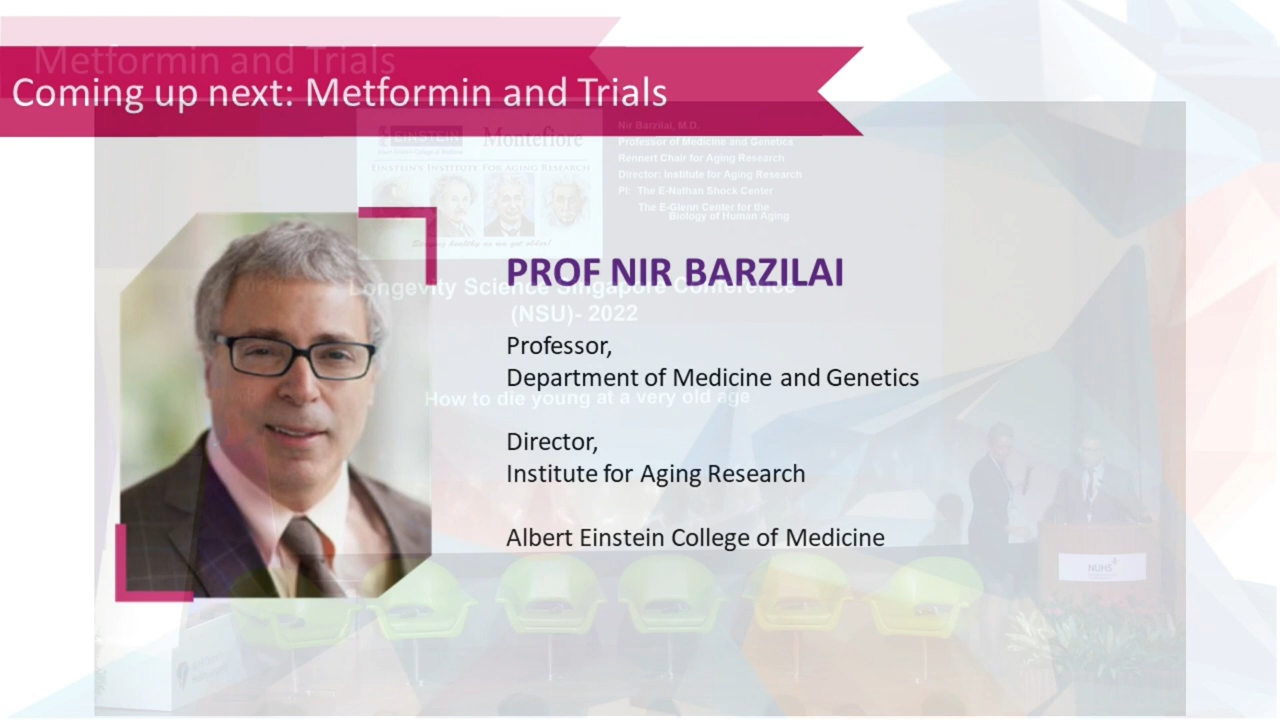 Metformin and Trials
Coming up next: Metformin and Trials
EINSTEIN
Montefiore
EINSTEIN'S INSTITUTE FOR AGING RESEARCH
Nir Barzilai, M.D.
Professor of Medicine and Genetics
Rennert Chair for Aging Research
Director: Institute for Aging Research
PI: The E-Nathan Shock Center
The E-Glenn Center for the
Biology of Human Aging
PROF NIR BARZILAI
Longevity Science Singapore Conference
(NSU)- 2022
Professor,
Department of Medicine and Genetics
How to die young at a very old age
Director,
Institute for Aging Research
Albert Einstein College of Medicine
NUHS